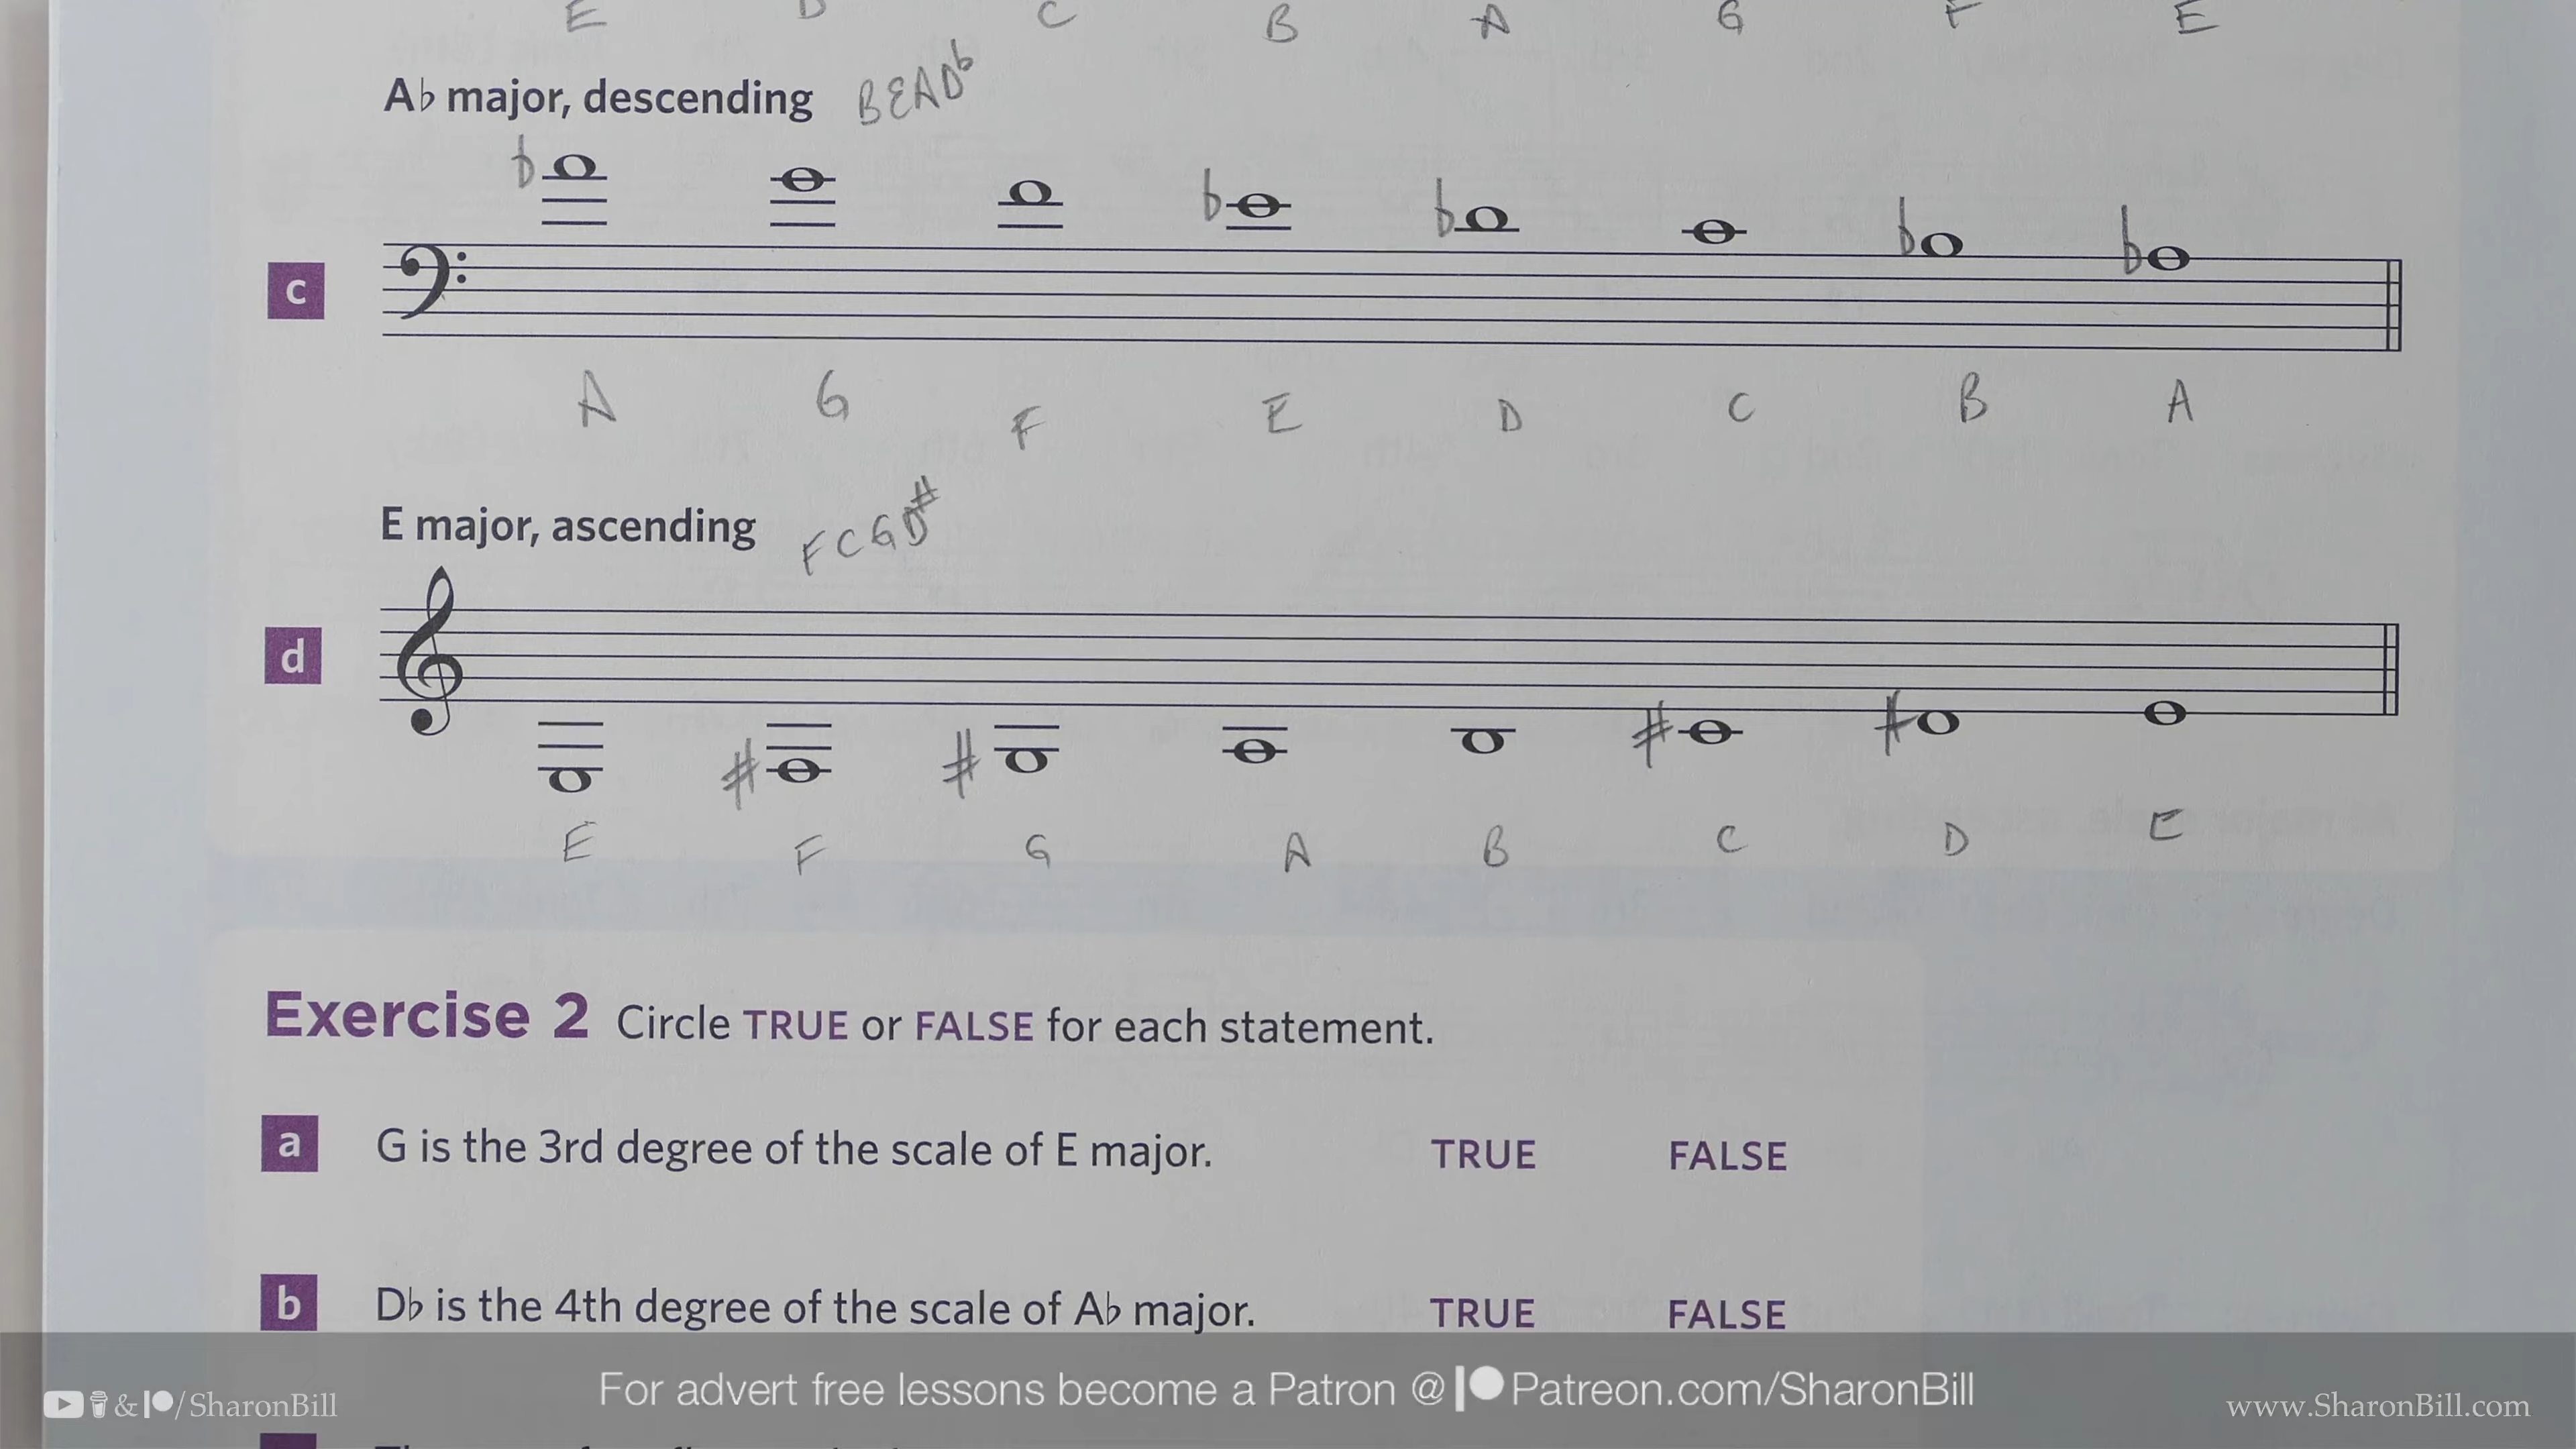 E D C B A G F E
A♭ major, descending BEAD♭
c
A G F E D C B A
E major, ascending FCGD#
d
E F G A B C D E
Exercise 2 Circle TRUE or FALSE for each statement.
a G is the 3rd degree of the scale of E major. TRUE FALSE
b D♭ is the 4th degree of the scale of A♭ major. TRUE FALSE
For advert free lessons become a Patron @ Patreon.com/SharonBill
& /SharonBill
www.SharonBill.com